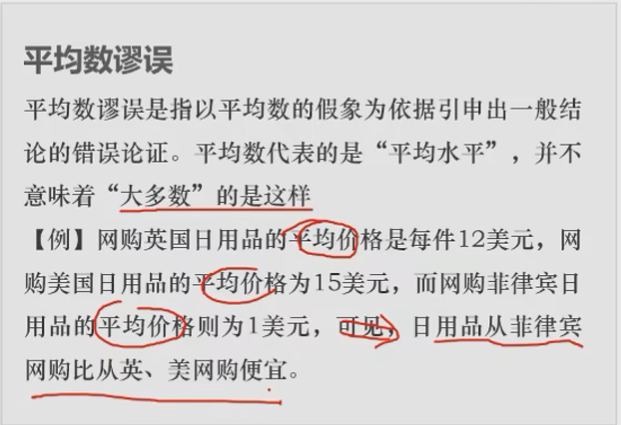 平均数谬误
平均数谬误是指以平均数的假象为依据引申出一般结
论的错误论证。平均数代表的是“平均水平”，并不
意味着“大多数”的是这样
【例】网购英国日用品的平均价格是每件12美元，网
购美国日用品的平均价格为15美元，而网购菲律宾日
用品的平均价格则为1美元，可见，日用品从菲律宾
网购比从英、美网购便宜。